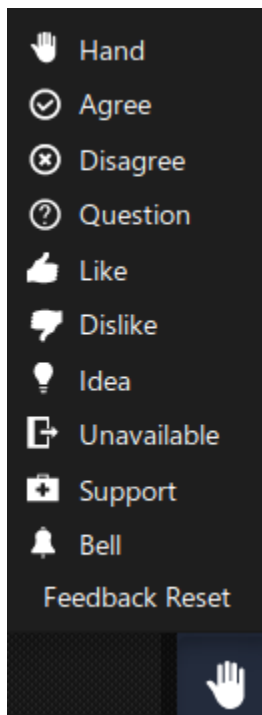 Hand
Agree
Disagree
Question
Like
Dislike
Idea
Unavailable
Support
Bell
Feedback Reset